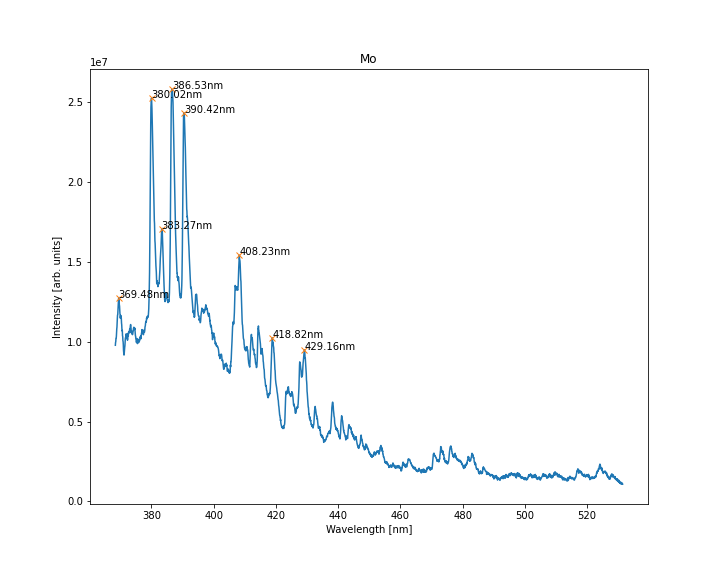 Mo
1e7
386.53nm
380.02nm
390.42nm
383.27nm
408.23nm
369.48nm
418.82nm
429.16nm
2.5
2.0
1.5
1.0
0.5
0.0
Intensity [arb. units]
380 400 420 440 460 480 500 520
Wavelength [nm]